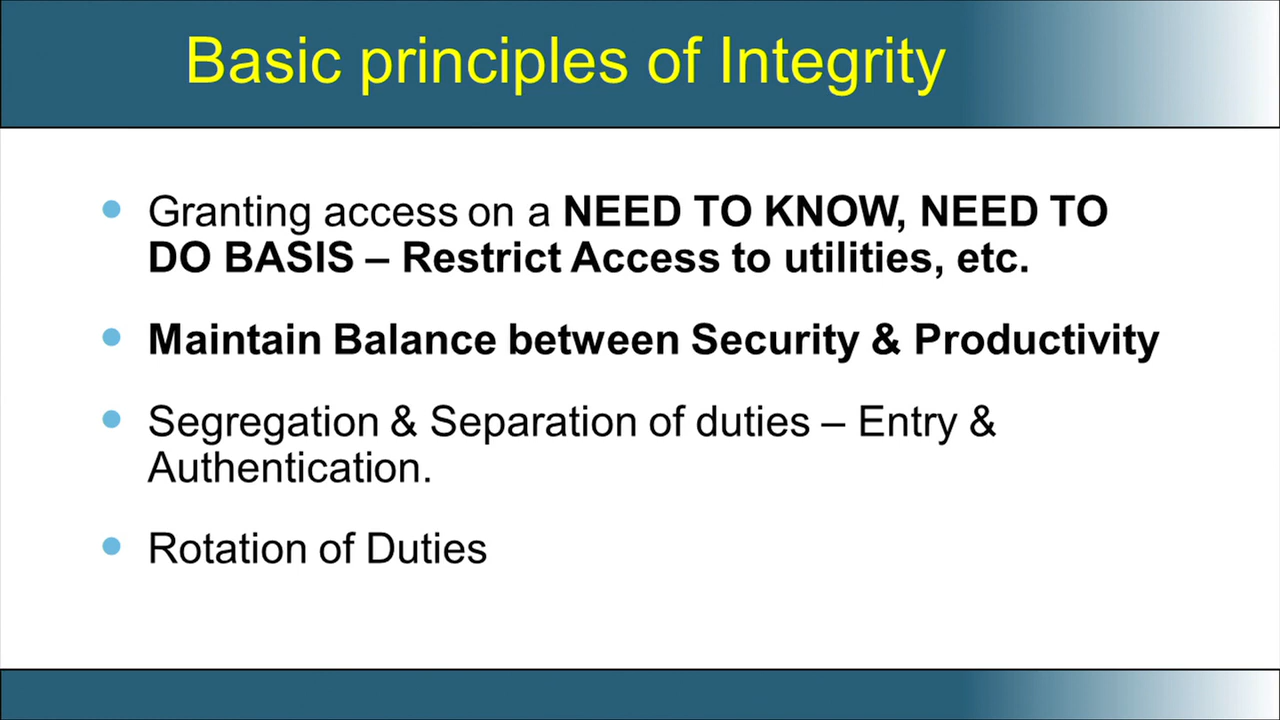 Basic principles of Integrity
Granting access on a NEED TO KNOW, NEED TO
DO BASIS – Restrict Access to utilities, etc.
Maintain Balance between Security & Productivity
Segregation & Separation of duties – Entry &
Authentication.
Rotation of Duties